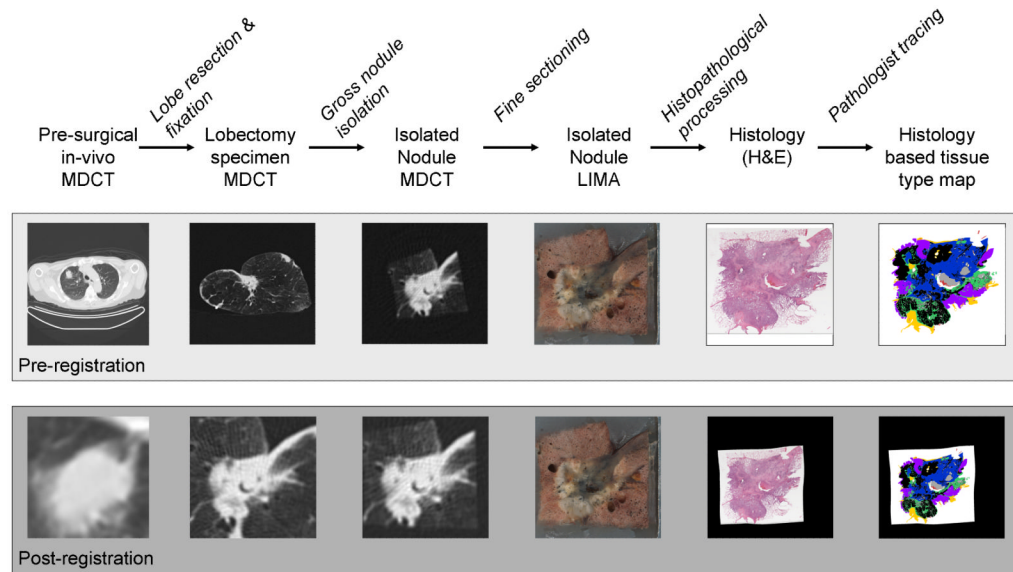 Lobe resection &
fixation
Gross nodule
isolation
Fine sectioning
Histopathological
processing
Pathologist tracing
Pre-surgical
in-vivo
MDCT
Lobectomy
specimen
MDCT
Isolated
Nodule
MDCT
Isolated
Nodule
LIMA
Histology
(H&E)
Histology
based tissue
type map
Pre-registration
Post-registration